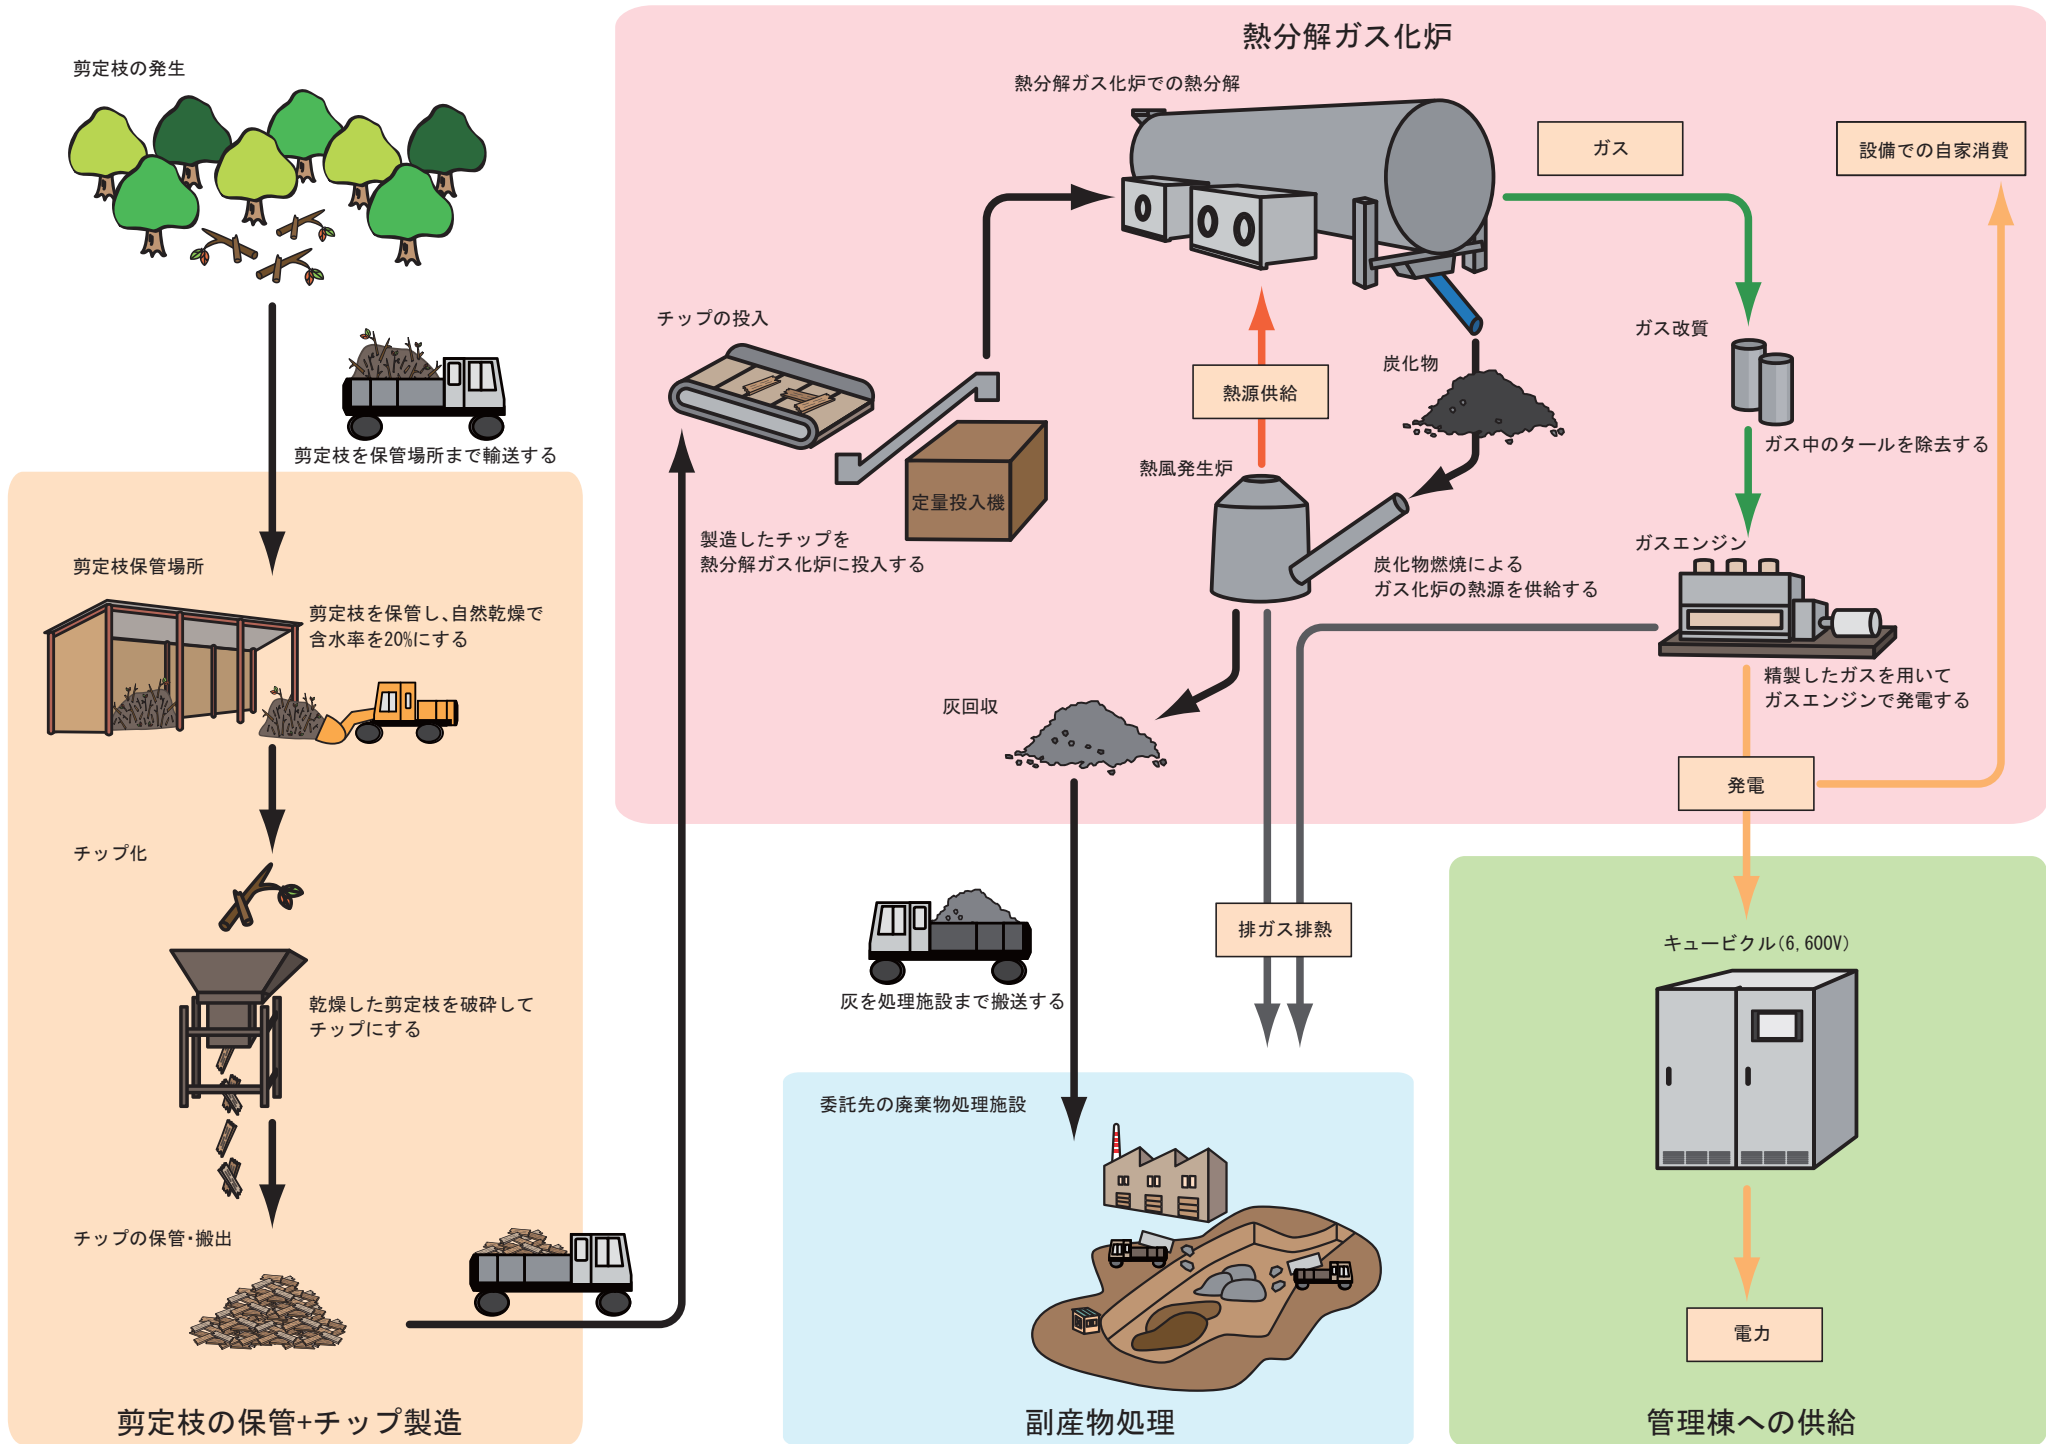 剪定枝の発生
剪定枝を保管場所まで輸送する
剪定枝保管場所
剪定枝を保管し、自然乾燥で
含水率を20%にする
チップ化
乾燥した剪定枝を破砕して
チップにする
チップの保管・搬出
剪定枝の保管+チップ製造
熱分解ガス化炉
熱分解ガス化炉での熱分解
チップの投入
定量投入機
製造したチップを
熱分解ガス化炉に投入する
熱源供給
炭化物
熱風発生炉
炭化物燃焼による
ガス化炉の熱源を供給する
灰回収
ガス
設備での自家消費
ガス改質
ガス中のタールを除去する
ガスエンジン
精製したガスを用いて
ガスエンジンで発電する
発電
灰を処理施設まで搬送する
排ガス排熱
委託先の廃棄物処理施設
副産物処理
キュービクル(6,600V)
電力
管理棟への供給